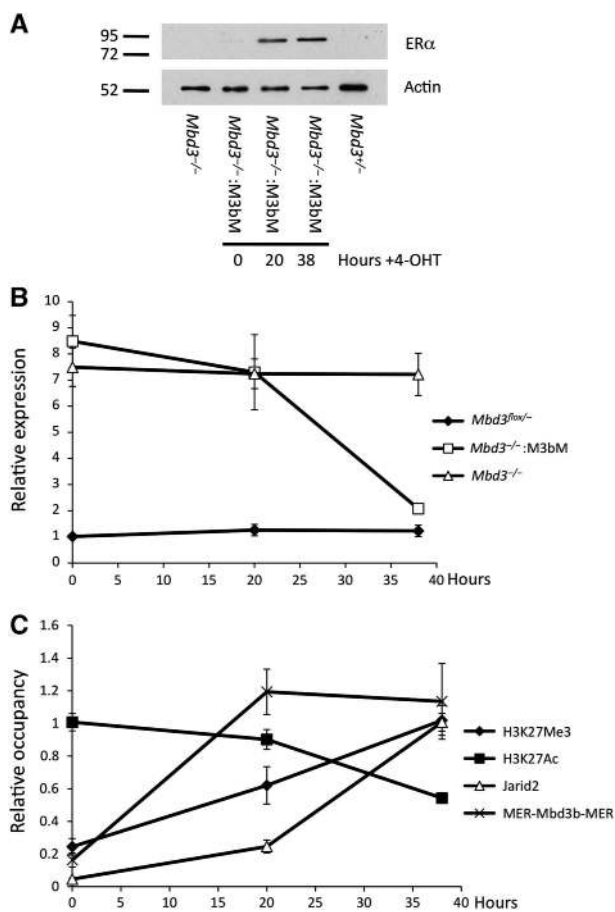 A
95
72
ERα
52
Actin
Mbd3–/–
Mbd3–/–:M3bM
Mbd3–/–:M3bM
Mbd3–/–:M3bM
Mbd3+/–
0 20 38 Hours +4-OHT
B
10
9
8
7
6
5
4
3
2
1
0
Relative expression
Mbd3flox/–
Mbd3–/–:M3bM
Mbd3–/–
0 5 10 15 20 25 30 35 40 Hours
C
1.6
1.4
1.2
1
0.8
0.6
0.4
0.2
0
Relative occupancy
H3K27Me3
H3K27Ac
Jarid2
MER-Mbd3b-MER
0 5 10 15 20 25 30 35 40 Hours